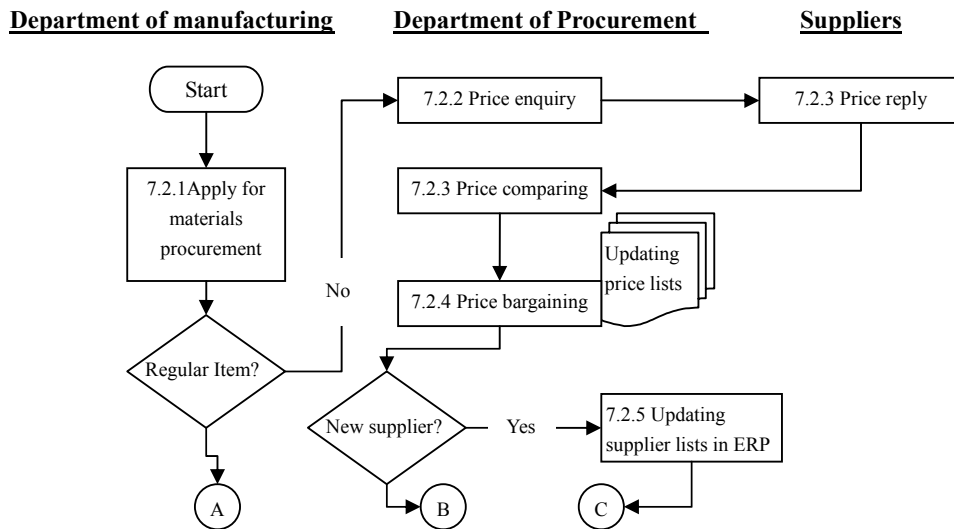 Department of manufacturing
Department of Procurement
Suppliers
Start
7.2.2 Price enquiry
7.2.3 Price reply
7.2.1Apply for
materials
procurement
7.2.3 Price comparing
Updating
price lists
No
7.2.4 Price bargaining
Regular Item?
New supplier?
Yes
7.2.5 Updating
supplier lists in ERP
A
B
C